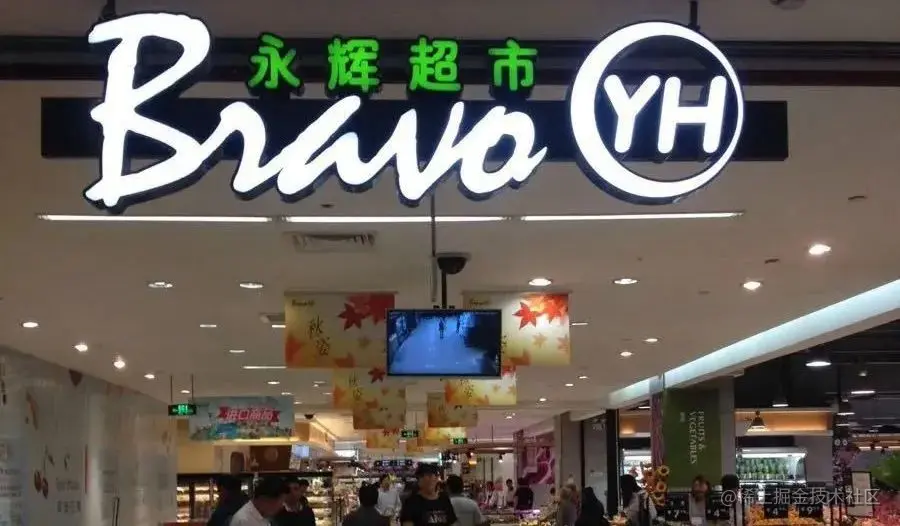 永辉超市
Bravo YH
秋姿
进口商品
FRUITS & VEGETABLES
@稀土掘金技术社区